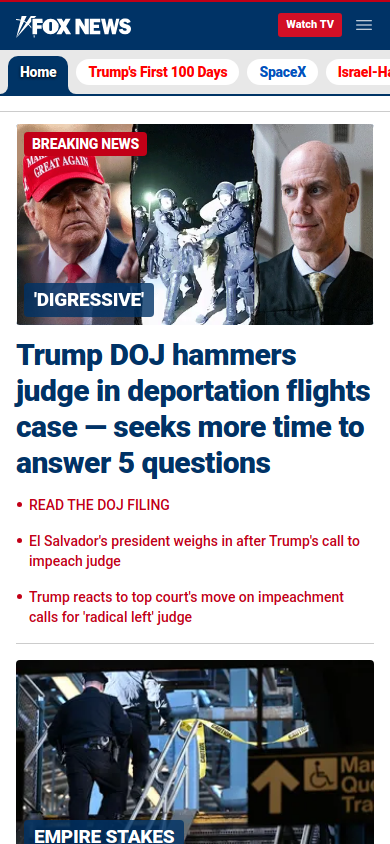 FOX NEWS
Watch TV
Home
Trump's First 100 Days
SpaceX
Israel-Ha
BREAKING NEWS
GREAT AGAIN
'DIGRESSIVE'
Trump DOJ hammers
judge in deportation flights
case — seeks more time to
answer 5 questions
• READ THE DOJ FILING
• El Salvador's president weighs in after Trump's call to
impeach judge
• Trump reacts to top court's move on impeachment
calls for 'radical left' judge
CAUTION
Man
Que
Tra
EMPIRE STAKES